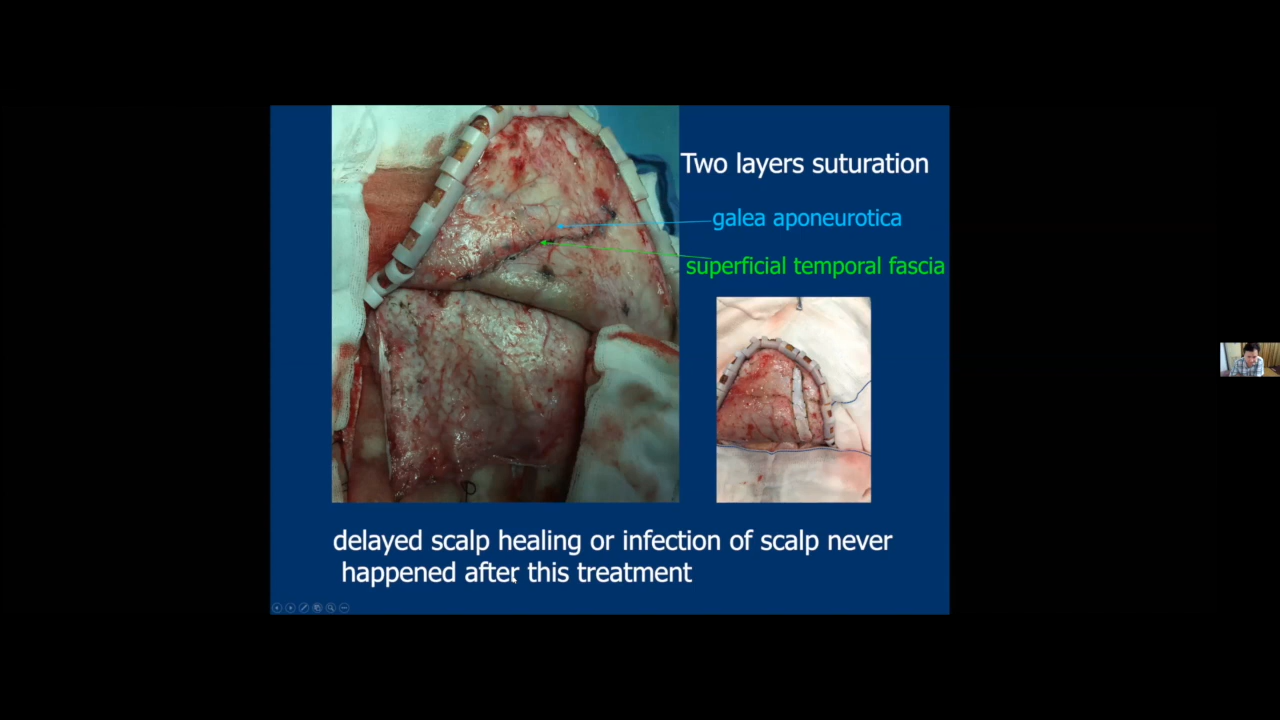 Two layers suturation
galea aponeurotica
superficial temporal fascia
delayed scalp healing or infection of scalp never
happened after this treatment